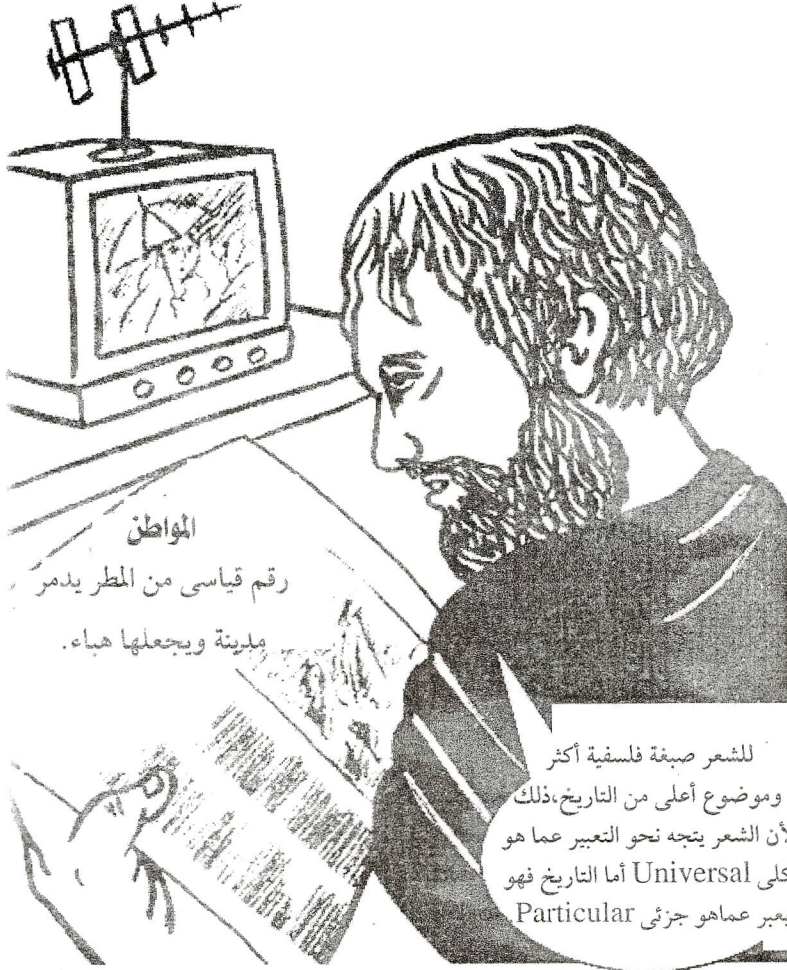 المواطن
رقم قياسى من المطر يدمر
مدينة ويجعلها هباء.
للشعر صبغة فلسفية أكثر
وموضوع أعلى من التاريخ،ذلك
لأن الشعر يتجه نحو التعبير عما هو
كلى Universal أما التاريخ فهو
يعبر عماهو جزئى Particular